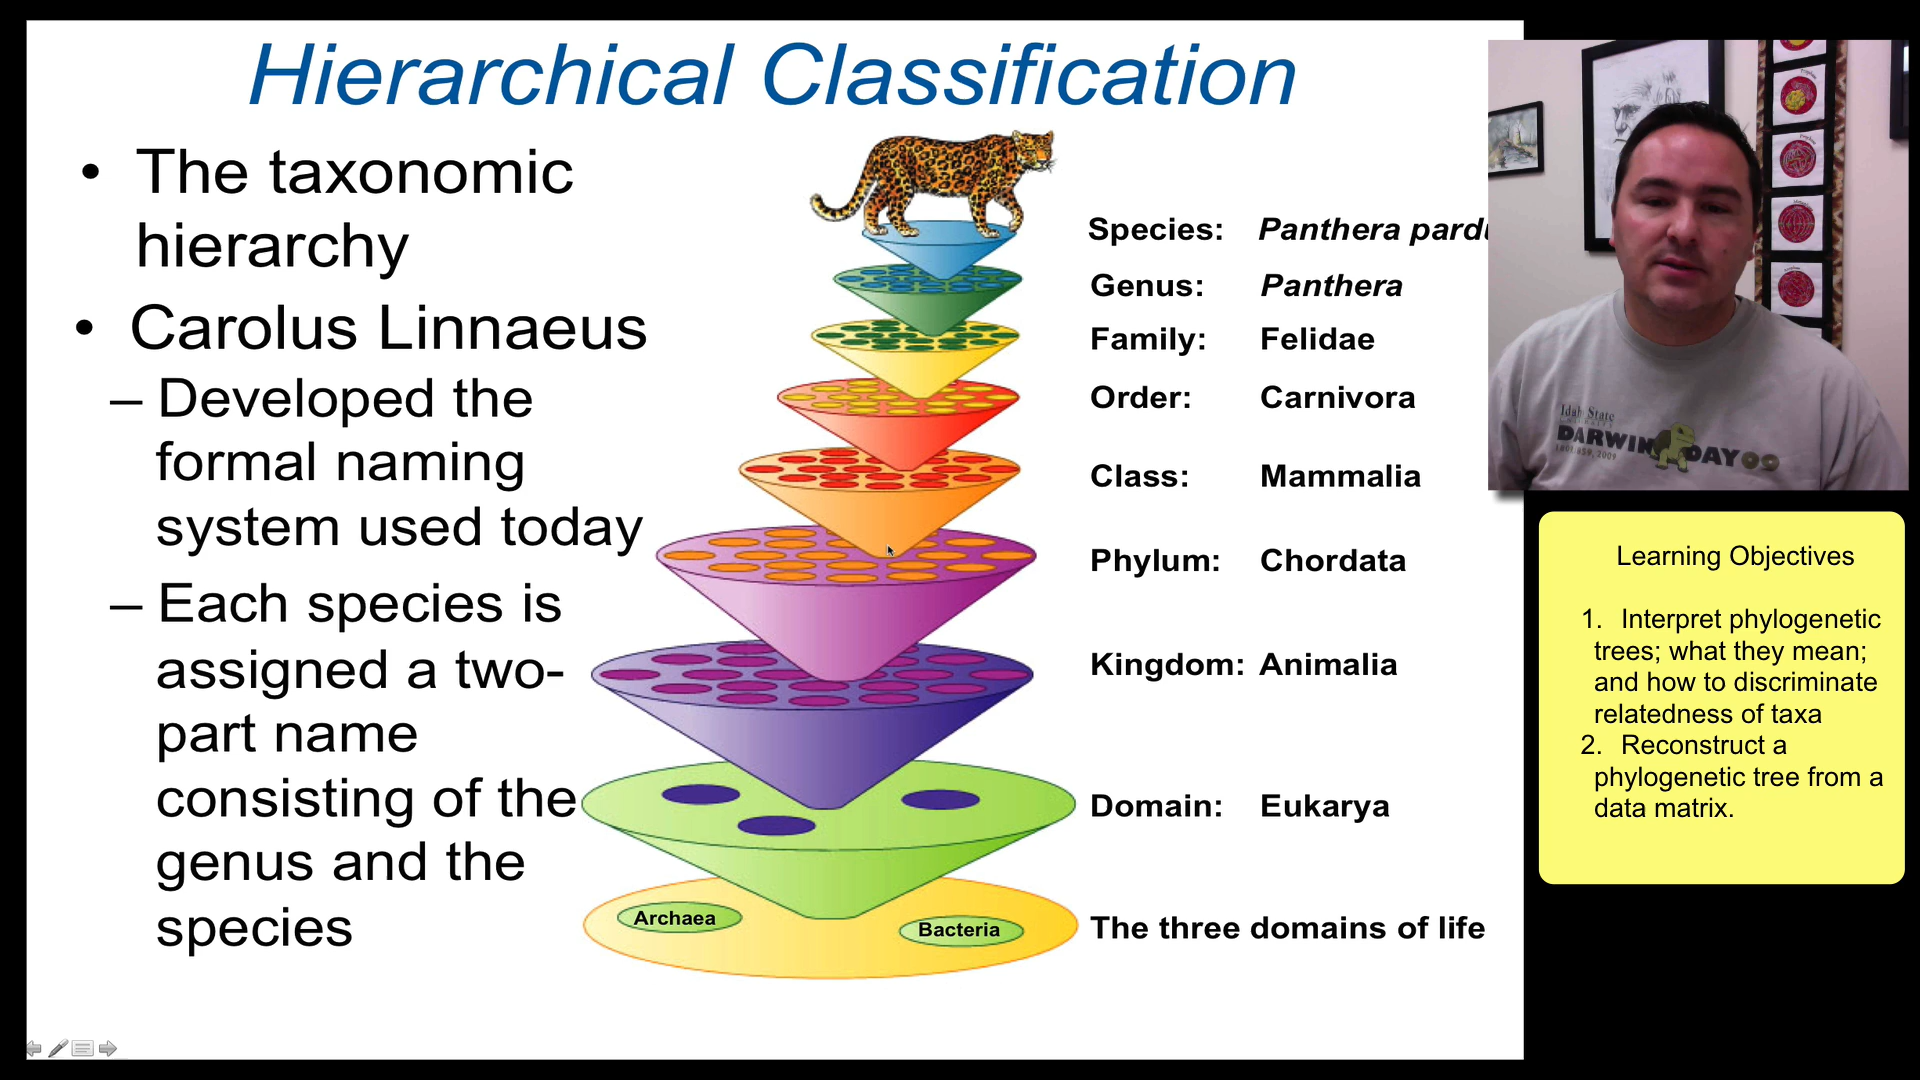 Hierarchical Classification
• The taxonomic
hierarchy
• Carolus Linnaeus
– Developed the
formal naming
system used today
– Each species is
assigned a two-
part name
consisting of the
genus and the
species
Species: Panthera pardu
Genus: Panthera
Family: Felidae
Order: Carnivora
Class: Mammalia
Phylum: Chordata
Kingdom: Animalia
Domain: Eukarya
Archaea
Bacteria
The three domains of life
Idaho State
DARWIN DAY 09
Learning Objectives
1. Interpret phylogenetic
trees; what they mean;
and how to discriminate
relatedness of taxa
2. Reconstruct a
phylogenetic tree from a
data matrix.